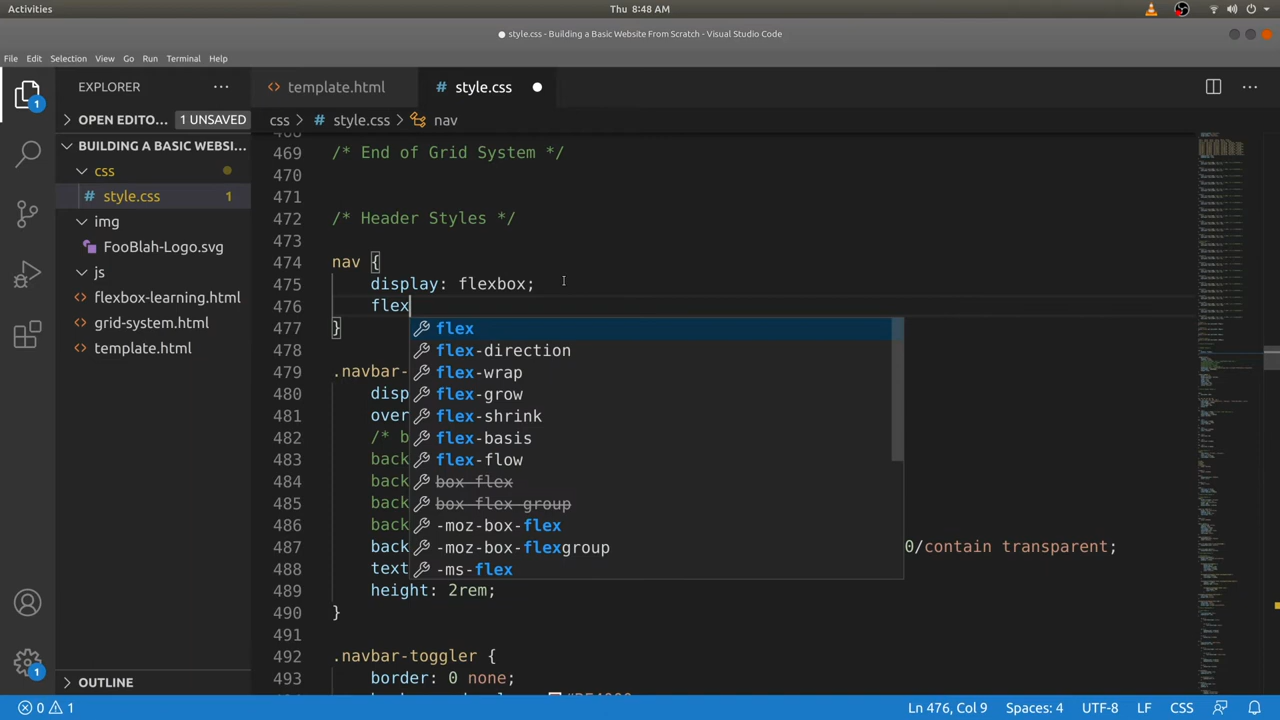 Activities
Thu 8:48 AM
● style.css - Building a Basic Website From Scratch - Visual Studio Code
File Edit Selection View Go Run Terminal Help
EXPLORER ...
template.html
# style.css
1
OPEN EDITO... 1 UNSAVED
css > # style.css > nav
BUILDING A BASIC WEBSI...
css
# style.css 1
img
FooBlah-Logo.svg
js
flexbox-learning.html
grid-system.html
template.html
OUTLINE
1
469 /* End of Grid System */
470
471
472 /* Header Styles */
473
474 nav {
475 display: flexx;
476 flex
477 }
478
479 .navbar-
480 disp
481 over
482 /* b
483 back
484 back
485 back
486 back
487 back 0/contain transparent;
488 text
489 height: 2rem;
490 }
491
492 .navbar-toggler {
493 border: 0 none
flex
flex-direction
flex-wrap
flex-grow
flex-shrink
flex-basis
flex-flow
box-flex
box-flex-group
-moz-box-flex
-moz-box-flexgroup
-ms-flex
0 1
Ln 476, Col 9 Spaces: 4 UTF-8 LF CSS